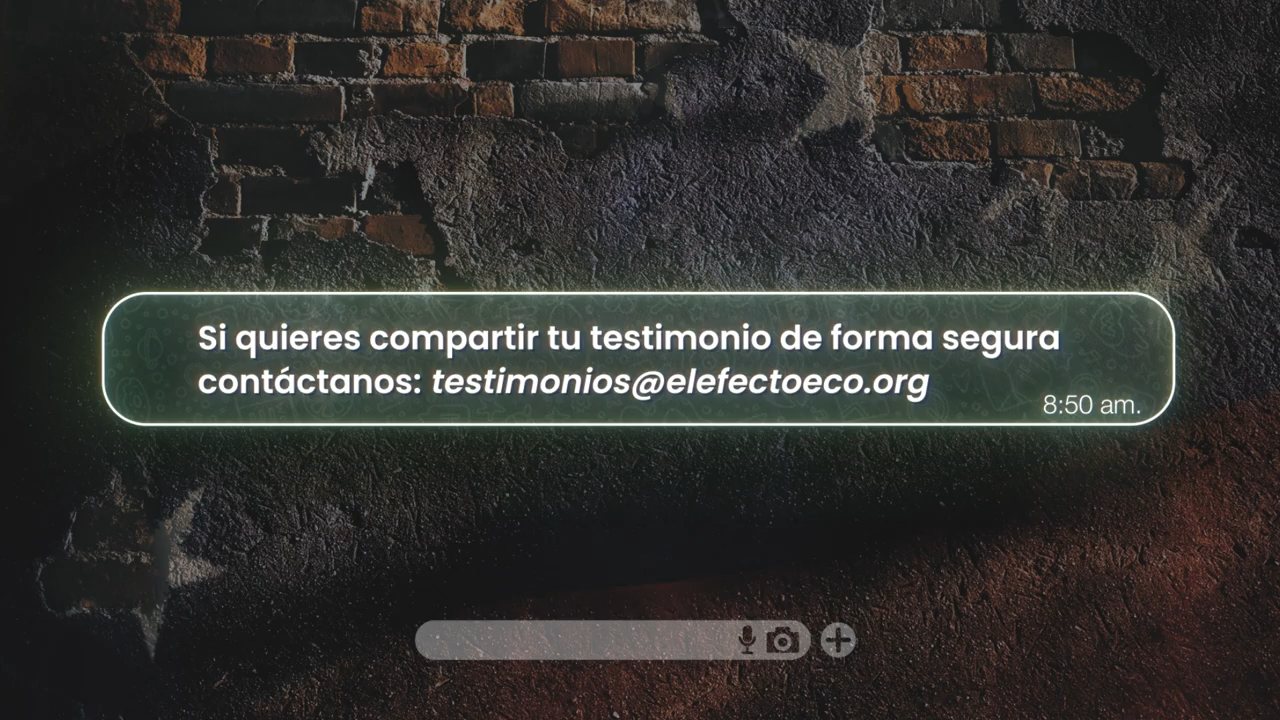 Si quieres compartir tu testimonio de forma segura
contáctanos: testimonios@elefectoeco.org
8:50 am.